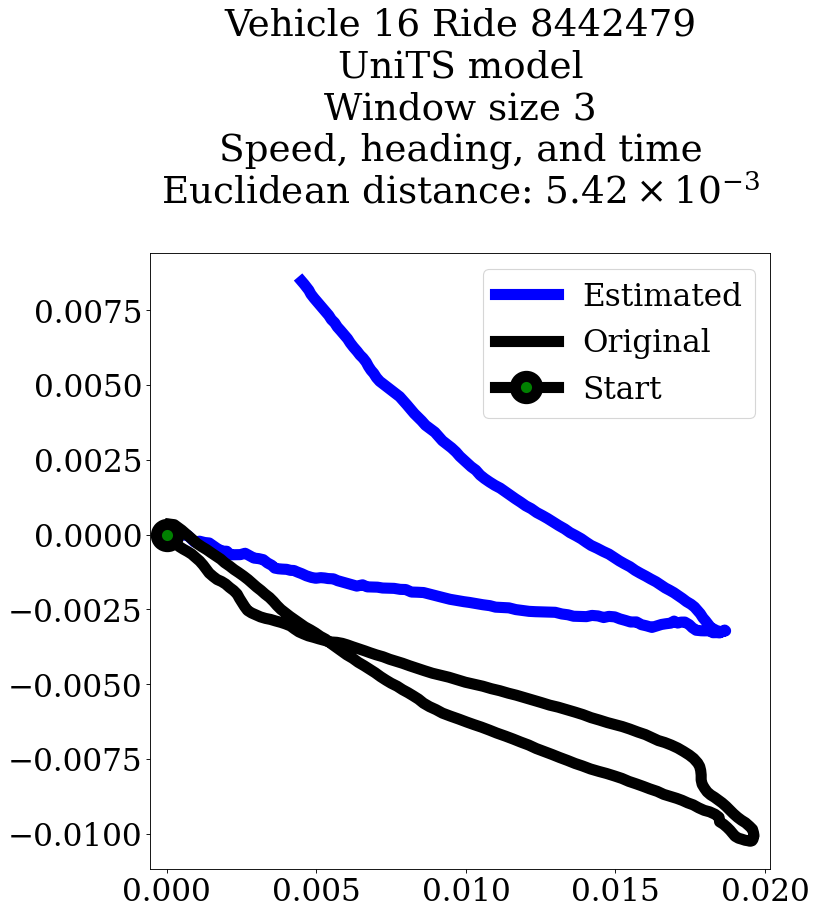 Vehicle 16 Ride 8442479
UniTS model
Window size 3
Speed, heading, and time
Euclidean distance: 5.42 × 10⁻³
Estimated
Original
Start
0.0075
0.0050
0.0025
0.0000
−0.0025
−0.0050
−0.0075
−0.0100
0.000 0.005 0.010 0.015 0.020